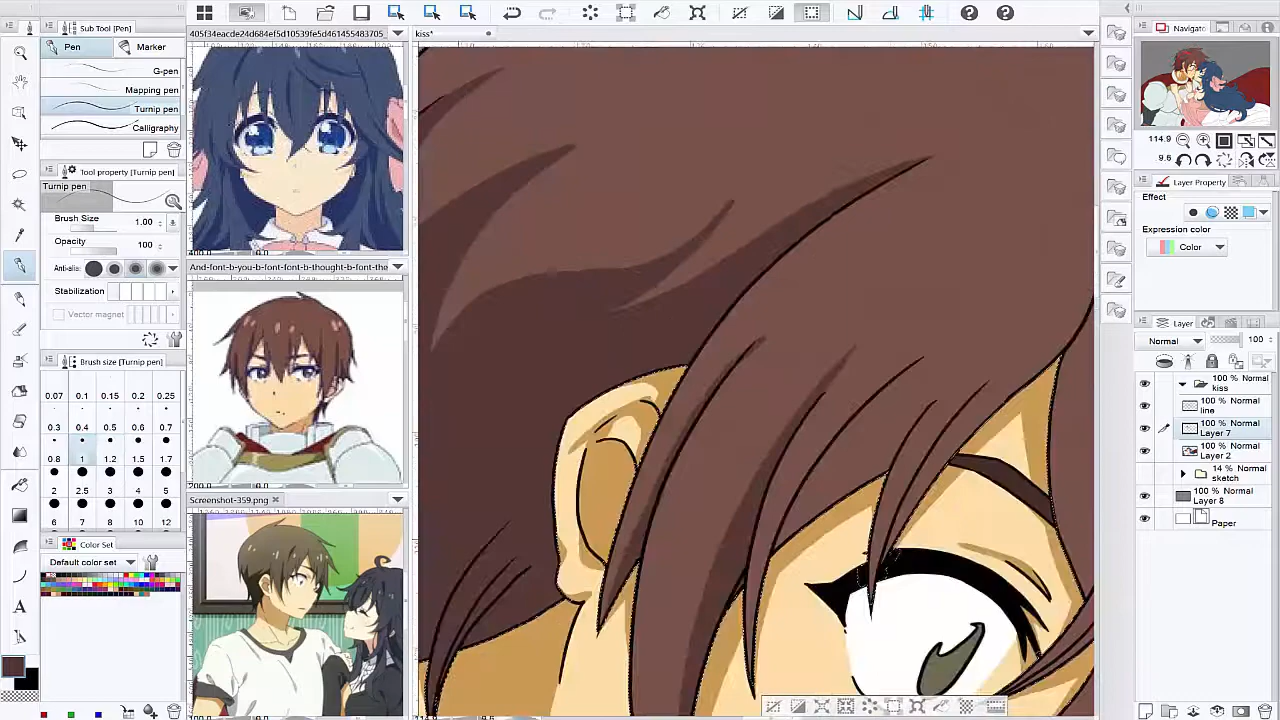 Sub Tool [Pen]
405f34eacde24d684ef5d10539fe5d461455483705_
kiss*
Navigato
Pen
Marker
G-pen
Mapping pen
Turnip pen
Calligraphy
114.9
9.6
Tool property [Turnip pen]
Layer Property
Turnip pen
Effect
Brush Size
1.00
Opacity
100
Expression color
Color
Anti-alis:
And-font-b-you-b-font-font-b-thought-b-font-the
Stabilization
Vector magnet
Layer
Normal
100
Brush size [Turnip pen]
100 % Normal
kiss
0.07
0.1
0.15
0.2
0.25
100 % Normal
line
0.3
0.4
0.5
0.6
0.7
100 % Normal
Layer 7
0.8
1
1.2
1.5
1.7
100 % Normal
Layer 2
14 % Normal
sketch
2
2.5
3
4
5
100 % Normal
Layer 8
Screenshot-359.png
6
7
8
10
12
Paper
Color Set
Default color set
A